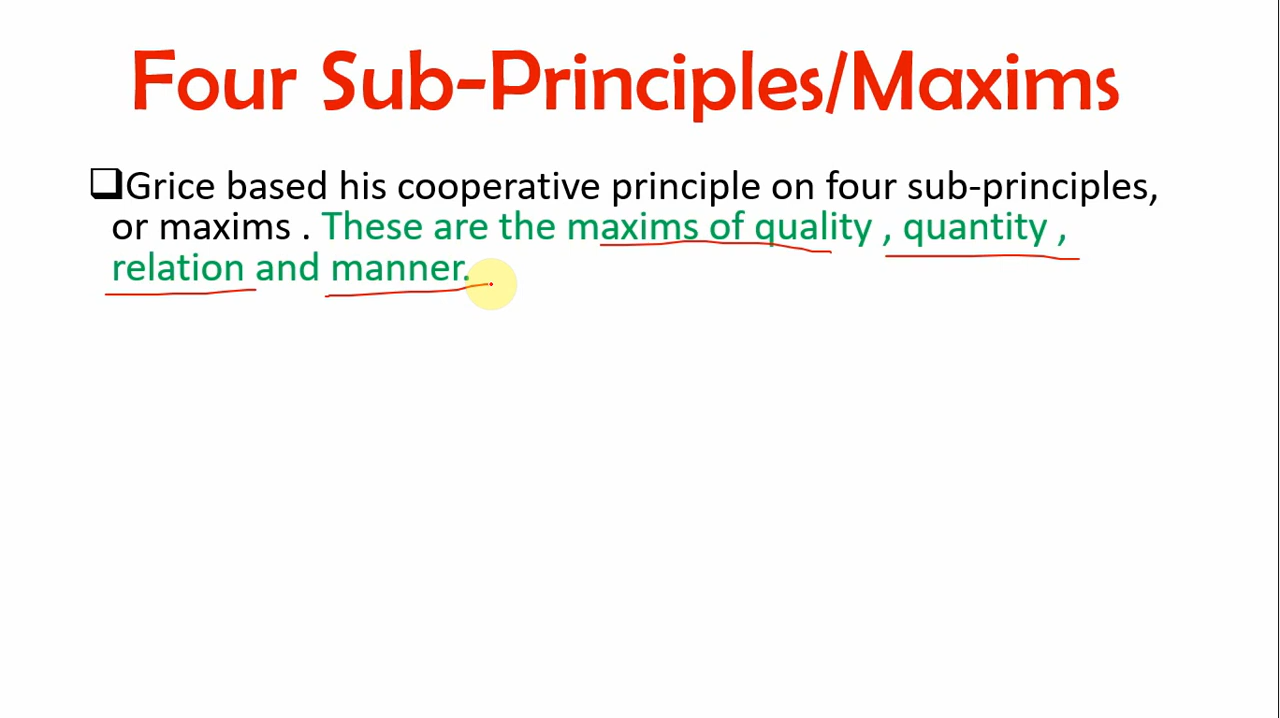 Four Sub-Principles/Maxims
❑Grice based his cooperative principle on four sub-principles,
or maxims . These are the maxims of quality , quantity ,
relation and manner.